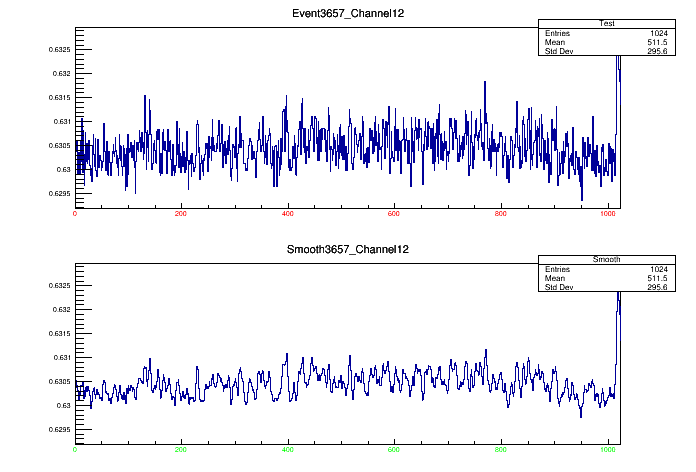 Event3657_Channel12
Test
Entries 1024
Mean 511.5
Std Dev 295.6
0.6325
0.632
0.6315
0.631
0.6305
0.63
0.6295
0 200 400 600 800 1000
Smooth3657_Channel12
Smooth
Entries 1024
Mean 511.5
Std Dev 295.6
0.6325
0.632
0.6315
0.631
0.6305
0.63
0.6295
0 200 400 600 800 1000